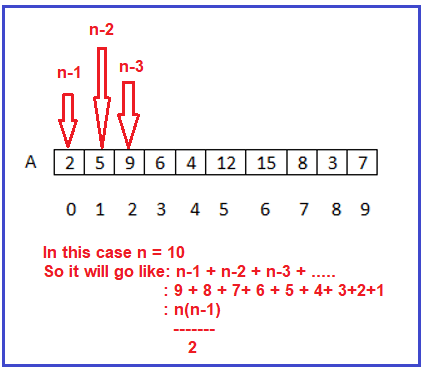 n-2
n-1
n-3
A 2 5 9 6 4 12 15 8 3 7
0 1 2 3 4 5 6 7 8 9
In this case n = 10
So it will go like: n-1 + n-2 + n-3 + .....
: 9 + 8 + 7+ 6 + 5 + 4+ 3+2+1
: n(n-1)
-------
2